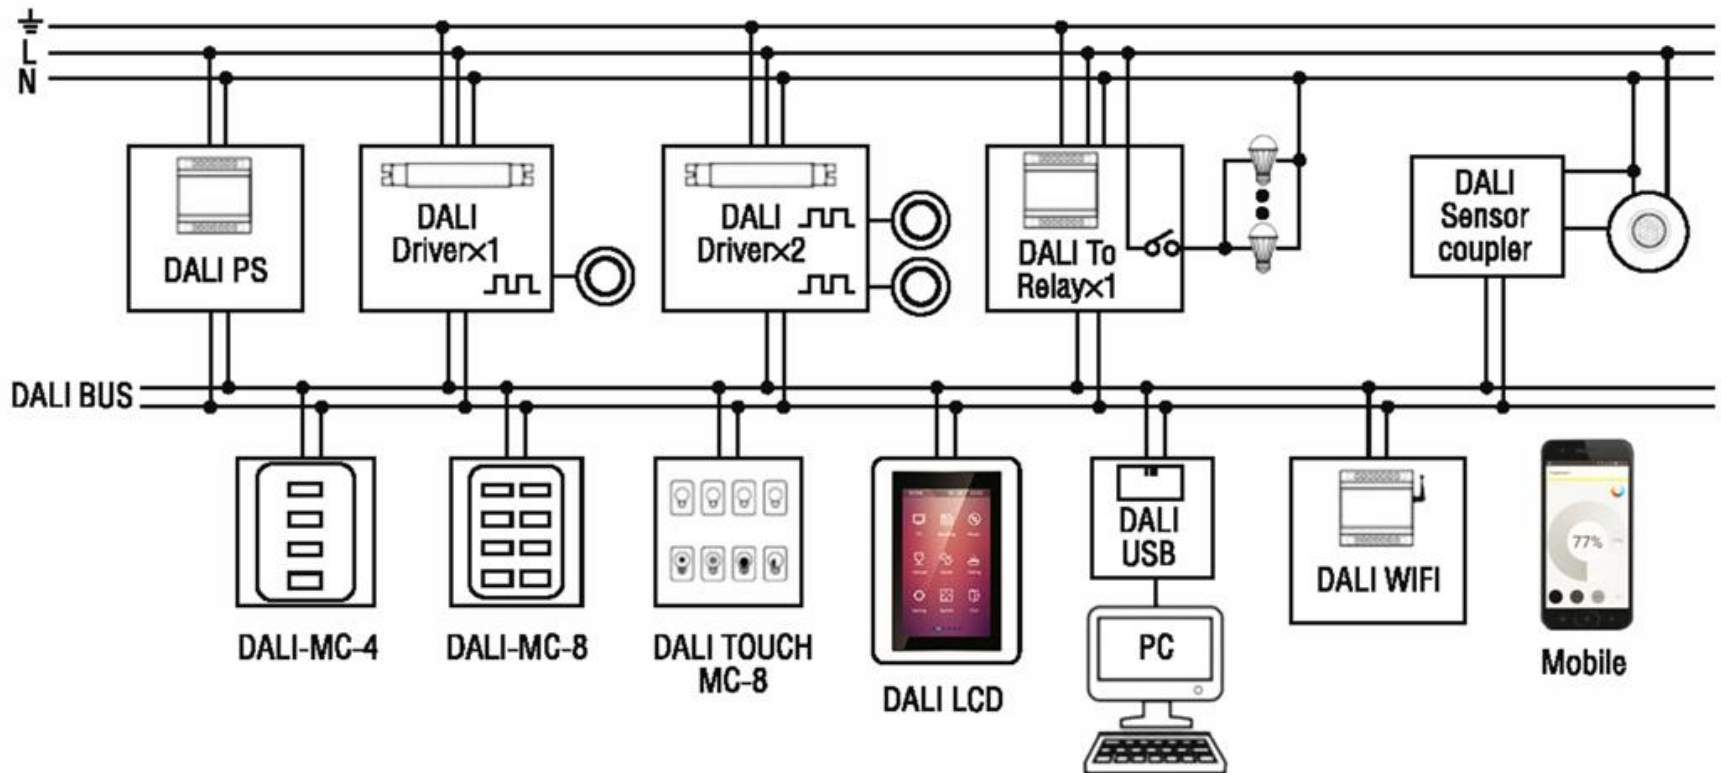 L
N
DALI PS
DALI
Driver×1
DALI
Driver×2
DALI To
Relay×1
DALI
Sensor
coupler
DALI BUS
DALI-MC-4
DALI-MC-8
DALI TOUCH
MC-8
DALI LCD
DALI
USB
PC
DALI WIFI
77%
Mobile